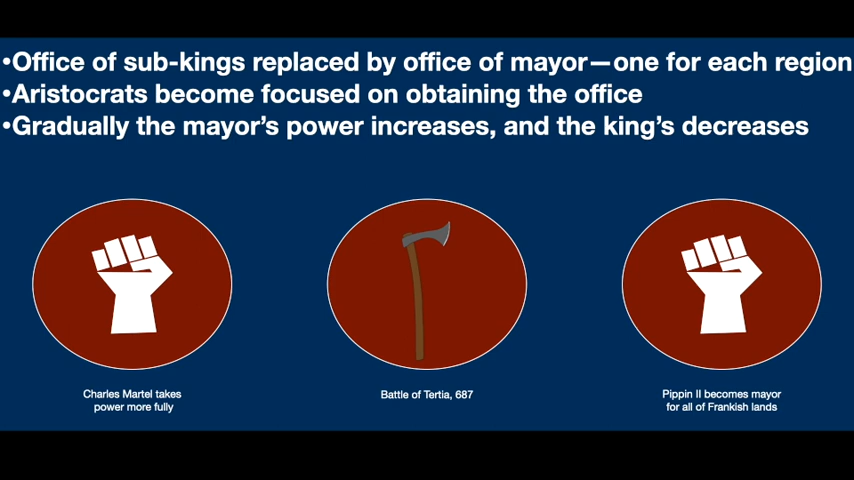 •Office of sub-kings replaced by office of mayor—one for each region
•Aristocrats become focused on obtaining the office
•Gradually the mayor’s power increases, and the king’s decreases
Charles Martel takes
power more fully
Battle of Tertia, 687
Pippin II becomes mayor
for all of Frankish lands